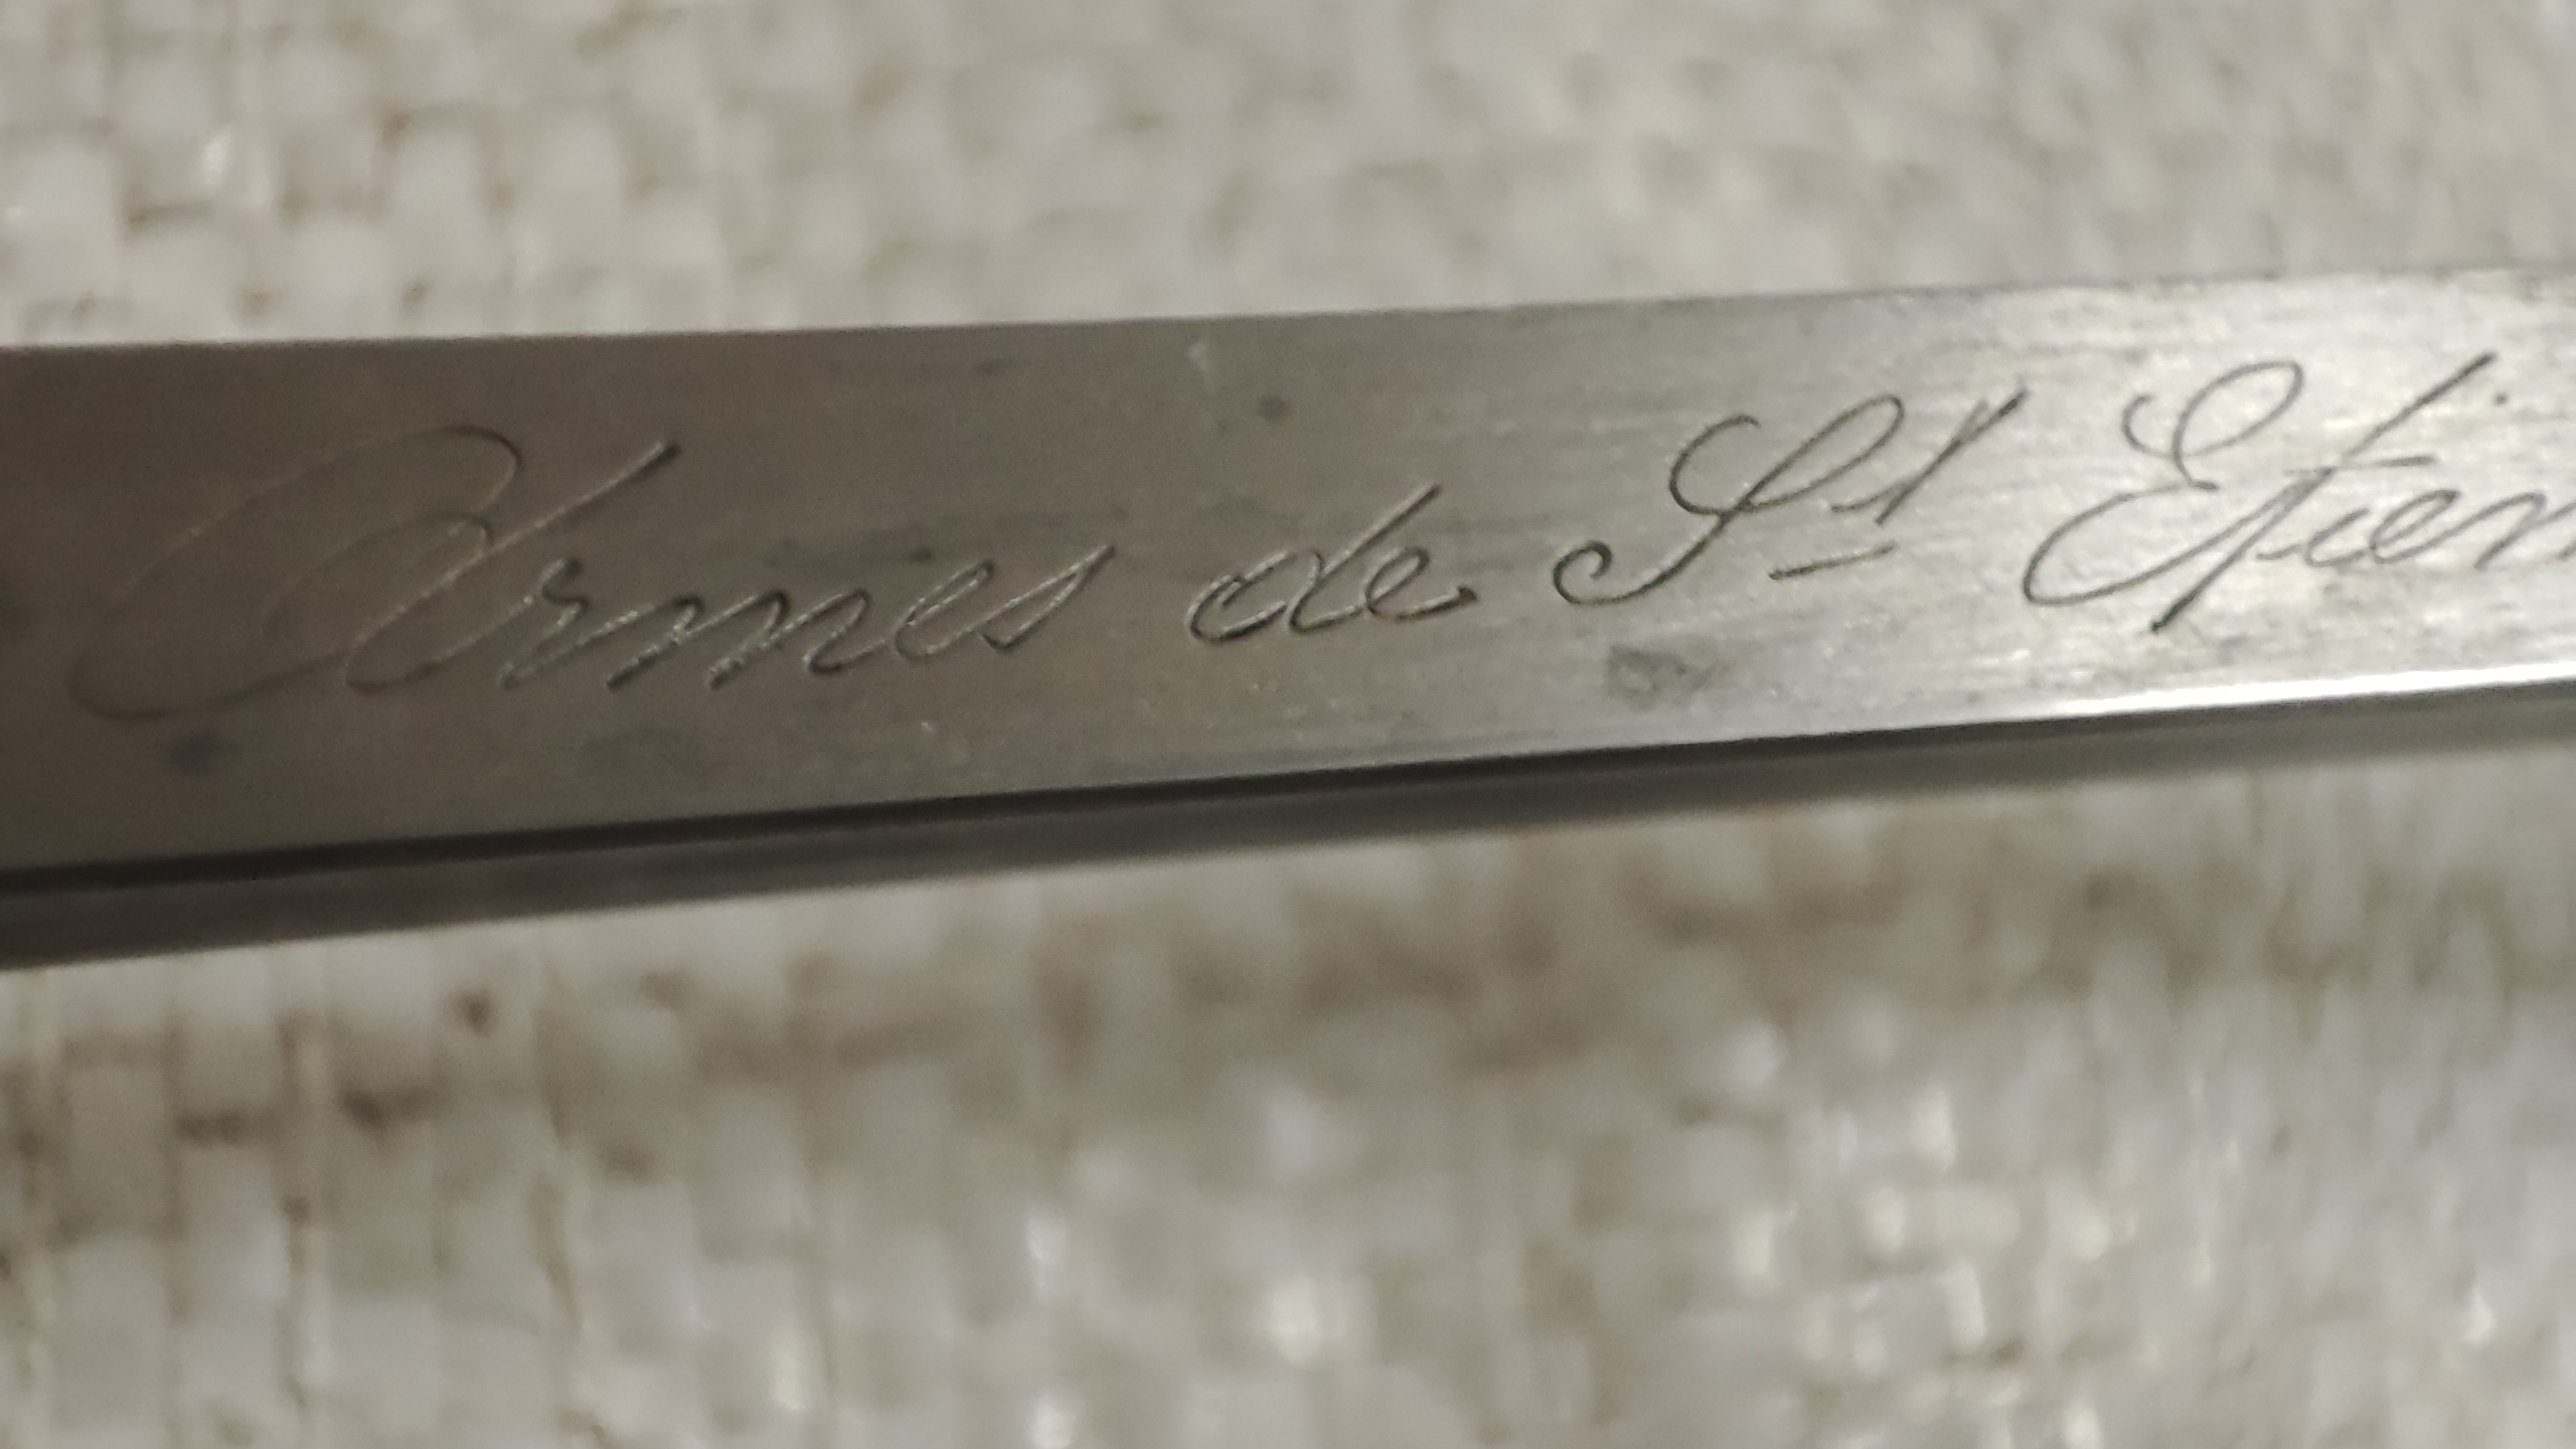 Armes de St Etien